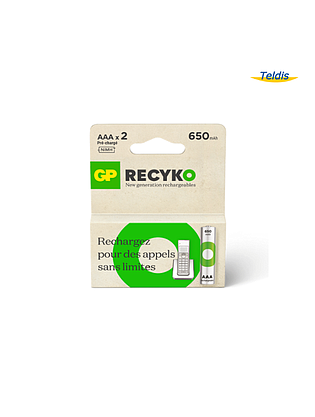 Teldis
AAA x 2
650 mAh
Pré-chargé
NiMH
GP RECYKO
New generation rechargeables
Rechargez
pour des appels
sans limites
650
AAA